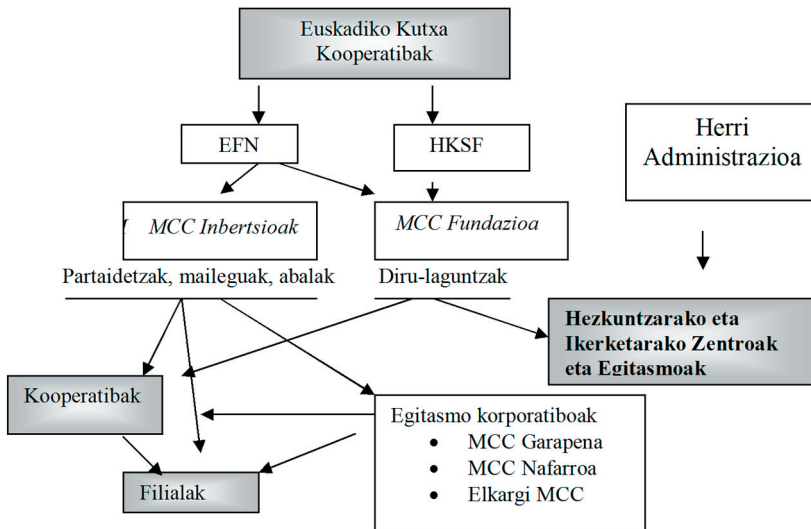 Euskadiko Kutxa
Kooperatibak
EFN
HKSF
Herri
Administrazioa
MCC Inbertsioak
MCC Fundazioa
Partaidetzak, maileguak, abalak
Diru-laguntzak
Hezkuntzarako eta
Ikerketarako Zentroak
eta Egitasmoak
Kooperatibak
Egitasmo korporatiboak
• MCC Garapena
• MCC Nafarroa
• Elkargi MCC
Filialak